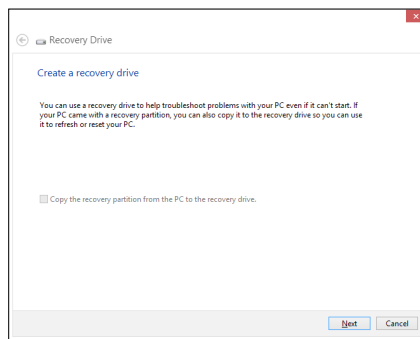 Recovery Drive
Create a recovery drive
You can use a recovery drive to help troubleshoot problems with your PC even if it can't start. If
your PC came with a recovery partition, you can also copy it to the recovery drive so you can use
it to refresh or reset your PC.
Copy the recovery partition from the PC to the recovery drive.
Next Cancel